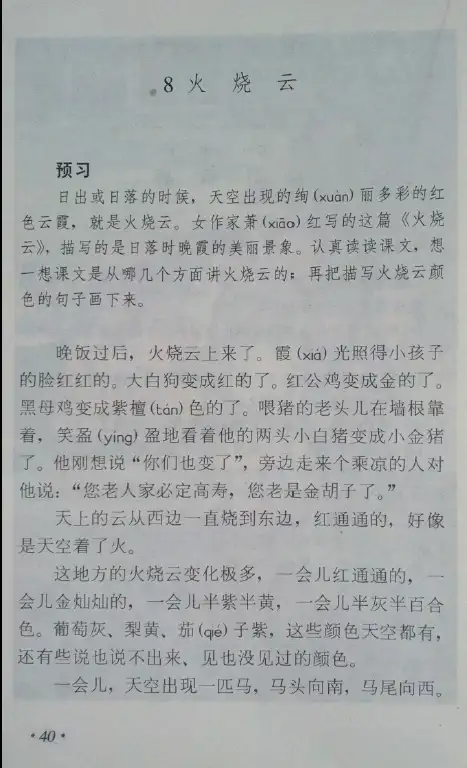 8 火 烧 云
预习
日出或日落的时候，天空出现的绚(xuàn)丽多彩的红
色云霞，就是火烧云。女作家萧(xiāo)红写的这篇《火烧
云》，描写的是日落时晚霞的美丽景象。认真读读课文，想
一想课文是从哪几个方面讲火烧云的；再把描写火烧云颜
色的句子画下来。
晚饭过后，火烧云上来了。霞(xiá)光照得小孩子
的脸红红的。大白狗变成红的了。红公鸡变成金的了。
黑母鸡变成紫檀(tán)色的了。喂猪的老头儿在墙根靠
着，笑盈(yíng)盈地看着他的两头小白猪变成小金猪
了。他刚想说“你们也变了”，旁边走来个乘凉的人对
他说：“您老人家必定高寿，您老是金胡子了。”
天上的云从西边一直烧到东边，红通通的，好像
是天空着了火。
这地方的火烧云变化极多，一会儿红通通的，一
会儿金灿灿的，一会儿半紫半黄，一会儿半灰半百合
色。葡萄灰、梨黄、茄(qié)子紫，这些颜色天空都有，
还有些说也说不出来、见也没见过的颜色。
一会儿，天空出现一匹马，马头向南，马尾向西。
·40·